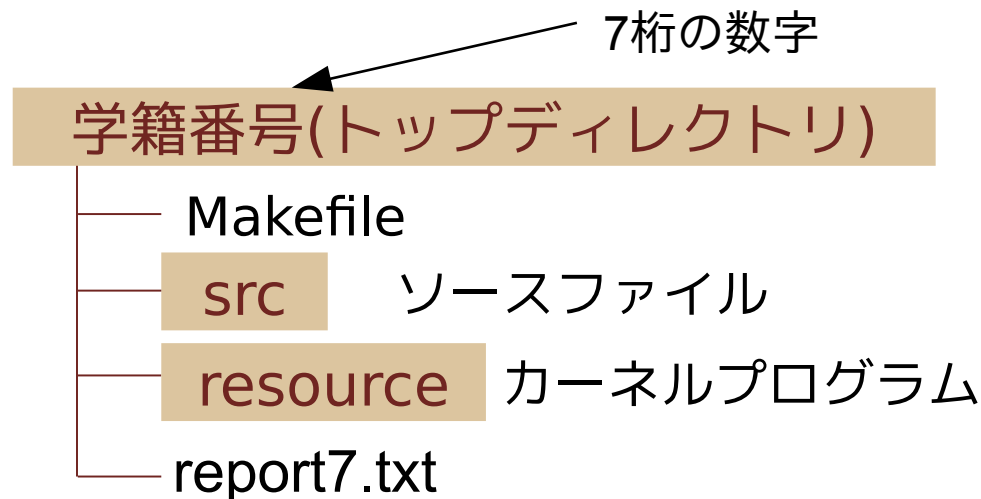 7桁の数字
学籍番号(トップディレクトリ)
Makefile
src ソースファイル
resource カーネルプログラム
report7.txt